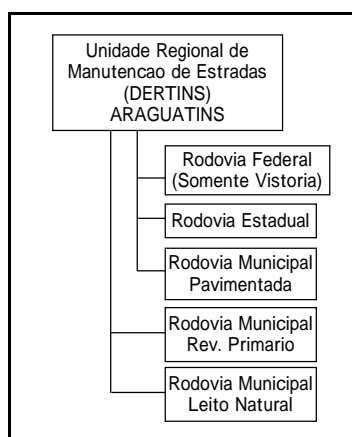 Unidade Regional de
Manutencao de Estradas
(DERTINS)
ARAGUATINS
Rodovia Federal
(Somente Vistoria)
Rodovia Estadual
Rodovia Municipal
Pavimentada
Rodovia Municipal
Rev. Primario
Rodovia Municipal
Leito Natural